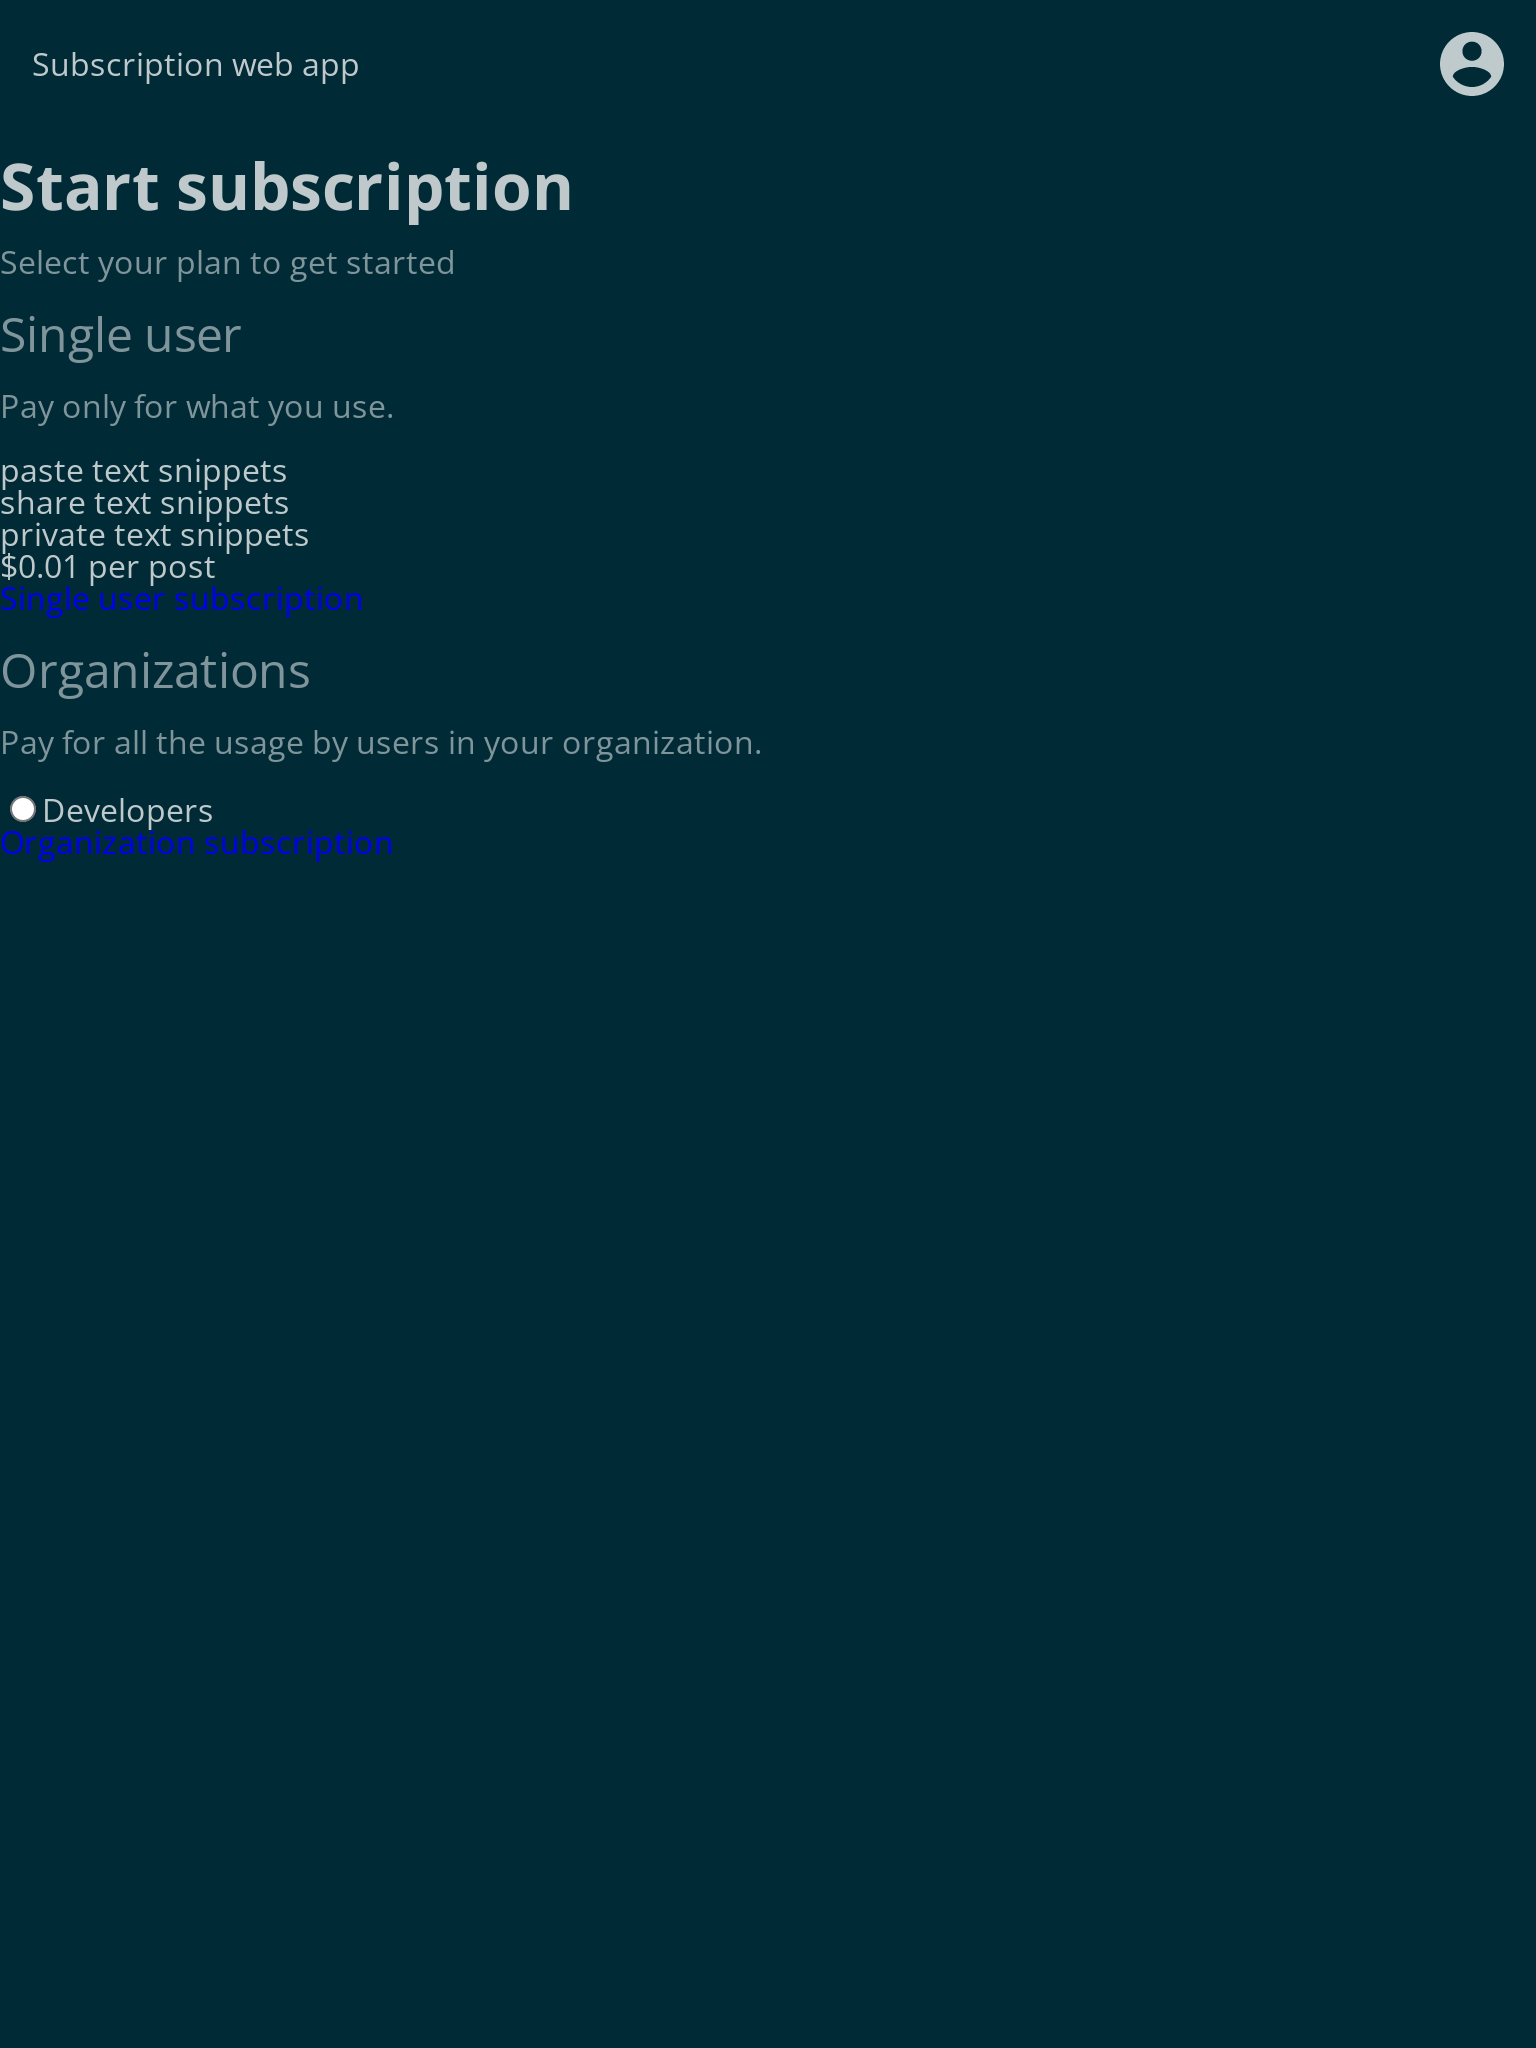 Subscription web app
Start subscription
Select your plan to get started
Single user
Pay only for what you use.
paste text snippets
share text snippets
private text snippets
$0.01 per post
Single user subscription
Organizations
Pay for all the usage by users in your organization.
Developers
Organization subscription